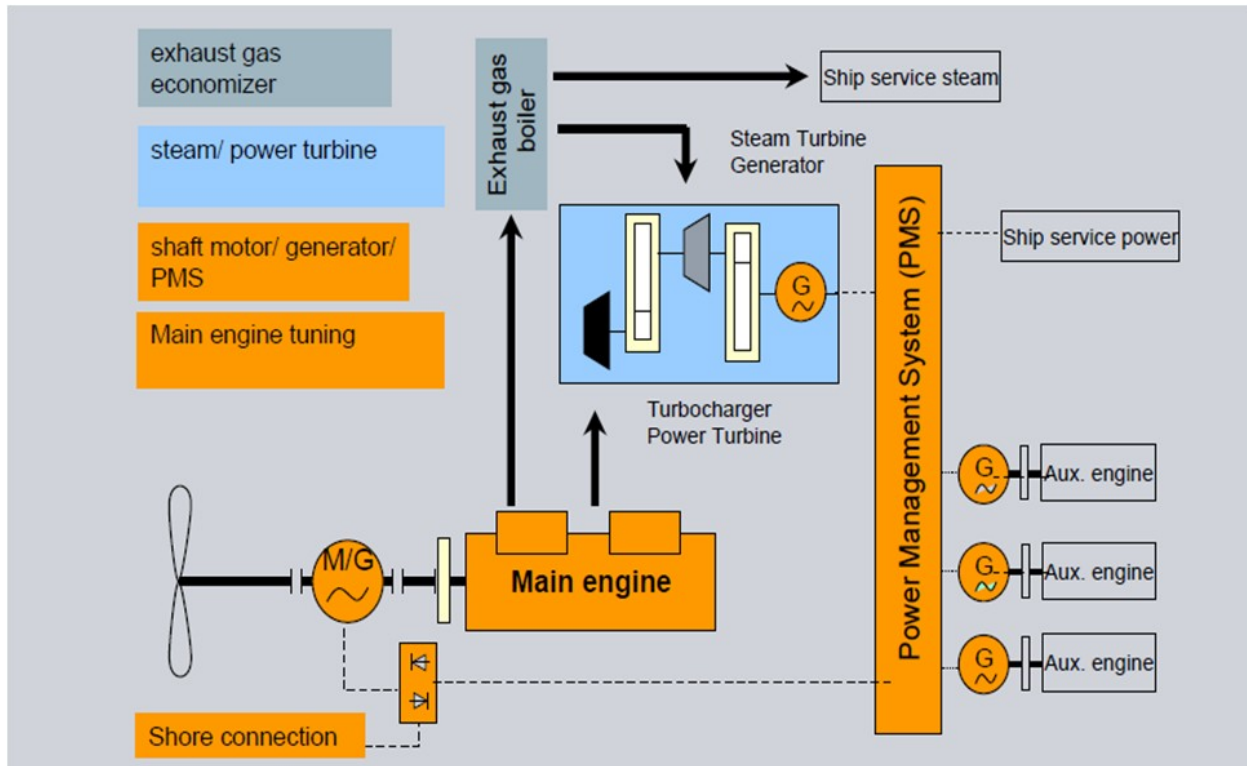 exhaust gas
economizer
steam/ power turbine
shaft motor/ generator/
PMS
Main engine tuning
Exhaust gas
boiler
Ship service steam
Steam Turbine
Generator
G
Turbocharger
Power Turbine
Power Management System (PMS)
Ship service power
G
Aux. engine
G
Aux. engine
G
Aux. engine
M/G
Main engine
Shore connection